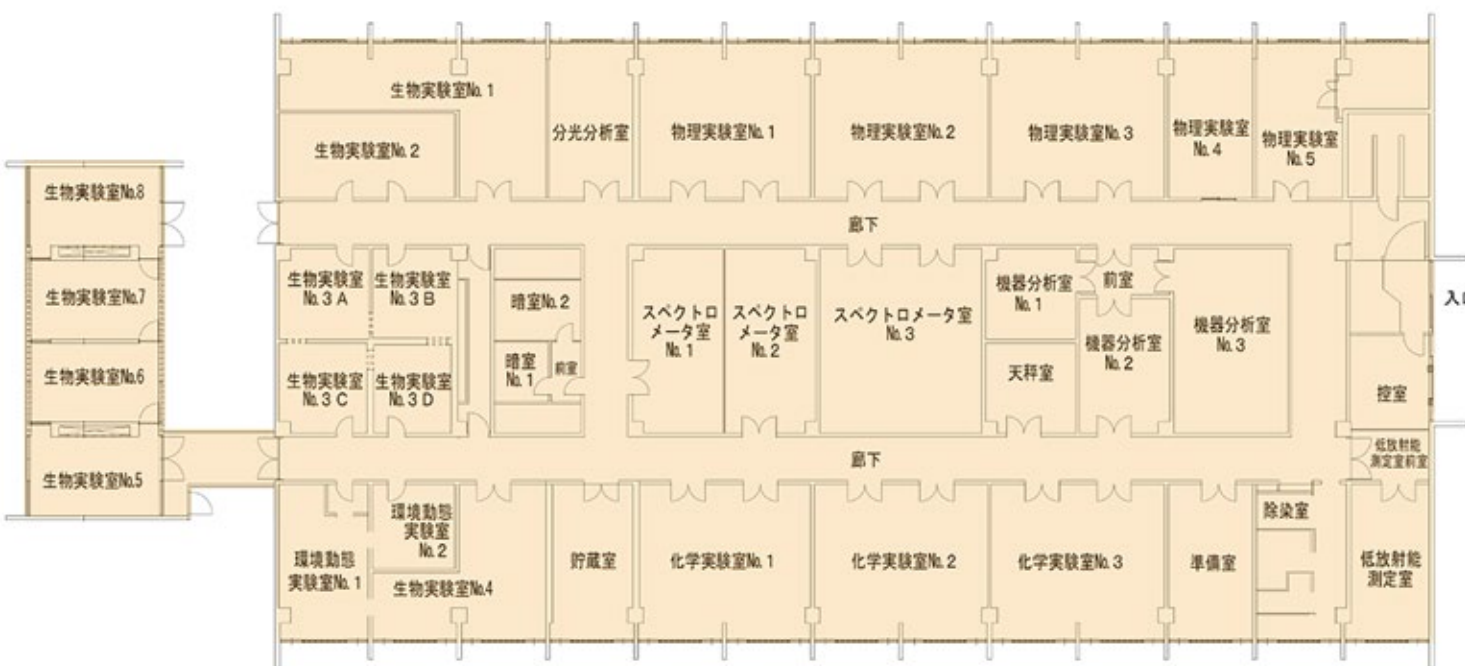 生物実験室No.1
分光分析室
物理実験室No.1
物理実験室No.2
物理実験室No.3
物理実験室
No.4
物理実験室
No.5
生物実験室No.2
生物実験室No.8
廊下
生物実験室No.7
生物実験室
No.3 A
生物実験室
No.3 B
暗室No.2
スペクトロ
メータ室
No.1
スペクトロ
メータ室
No.2
スペクトロメータ室
No.3
機器分析室
No.1
前室
機器分析室
No.2
機器分析室
No.3
入口
生物実験室No.6
生物実験室
No.3 C
生物実験室
No.3 D
暗室
No.1
前室
天秤室
控室
生物実験室No.5
廊下
低放射能
測定室前室
環境動態
実験室No.1
環境動態
実験室
No.2
生物実験室No.4
貯蔵室
化学実験室No.1
化学実験室No.2
化学実験室No.3
準備室
除染室
低放射能
測定室